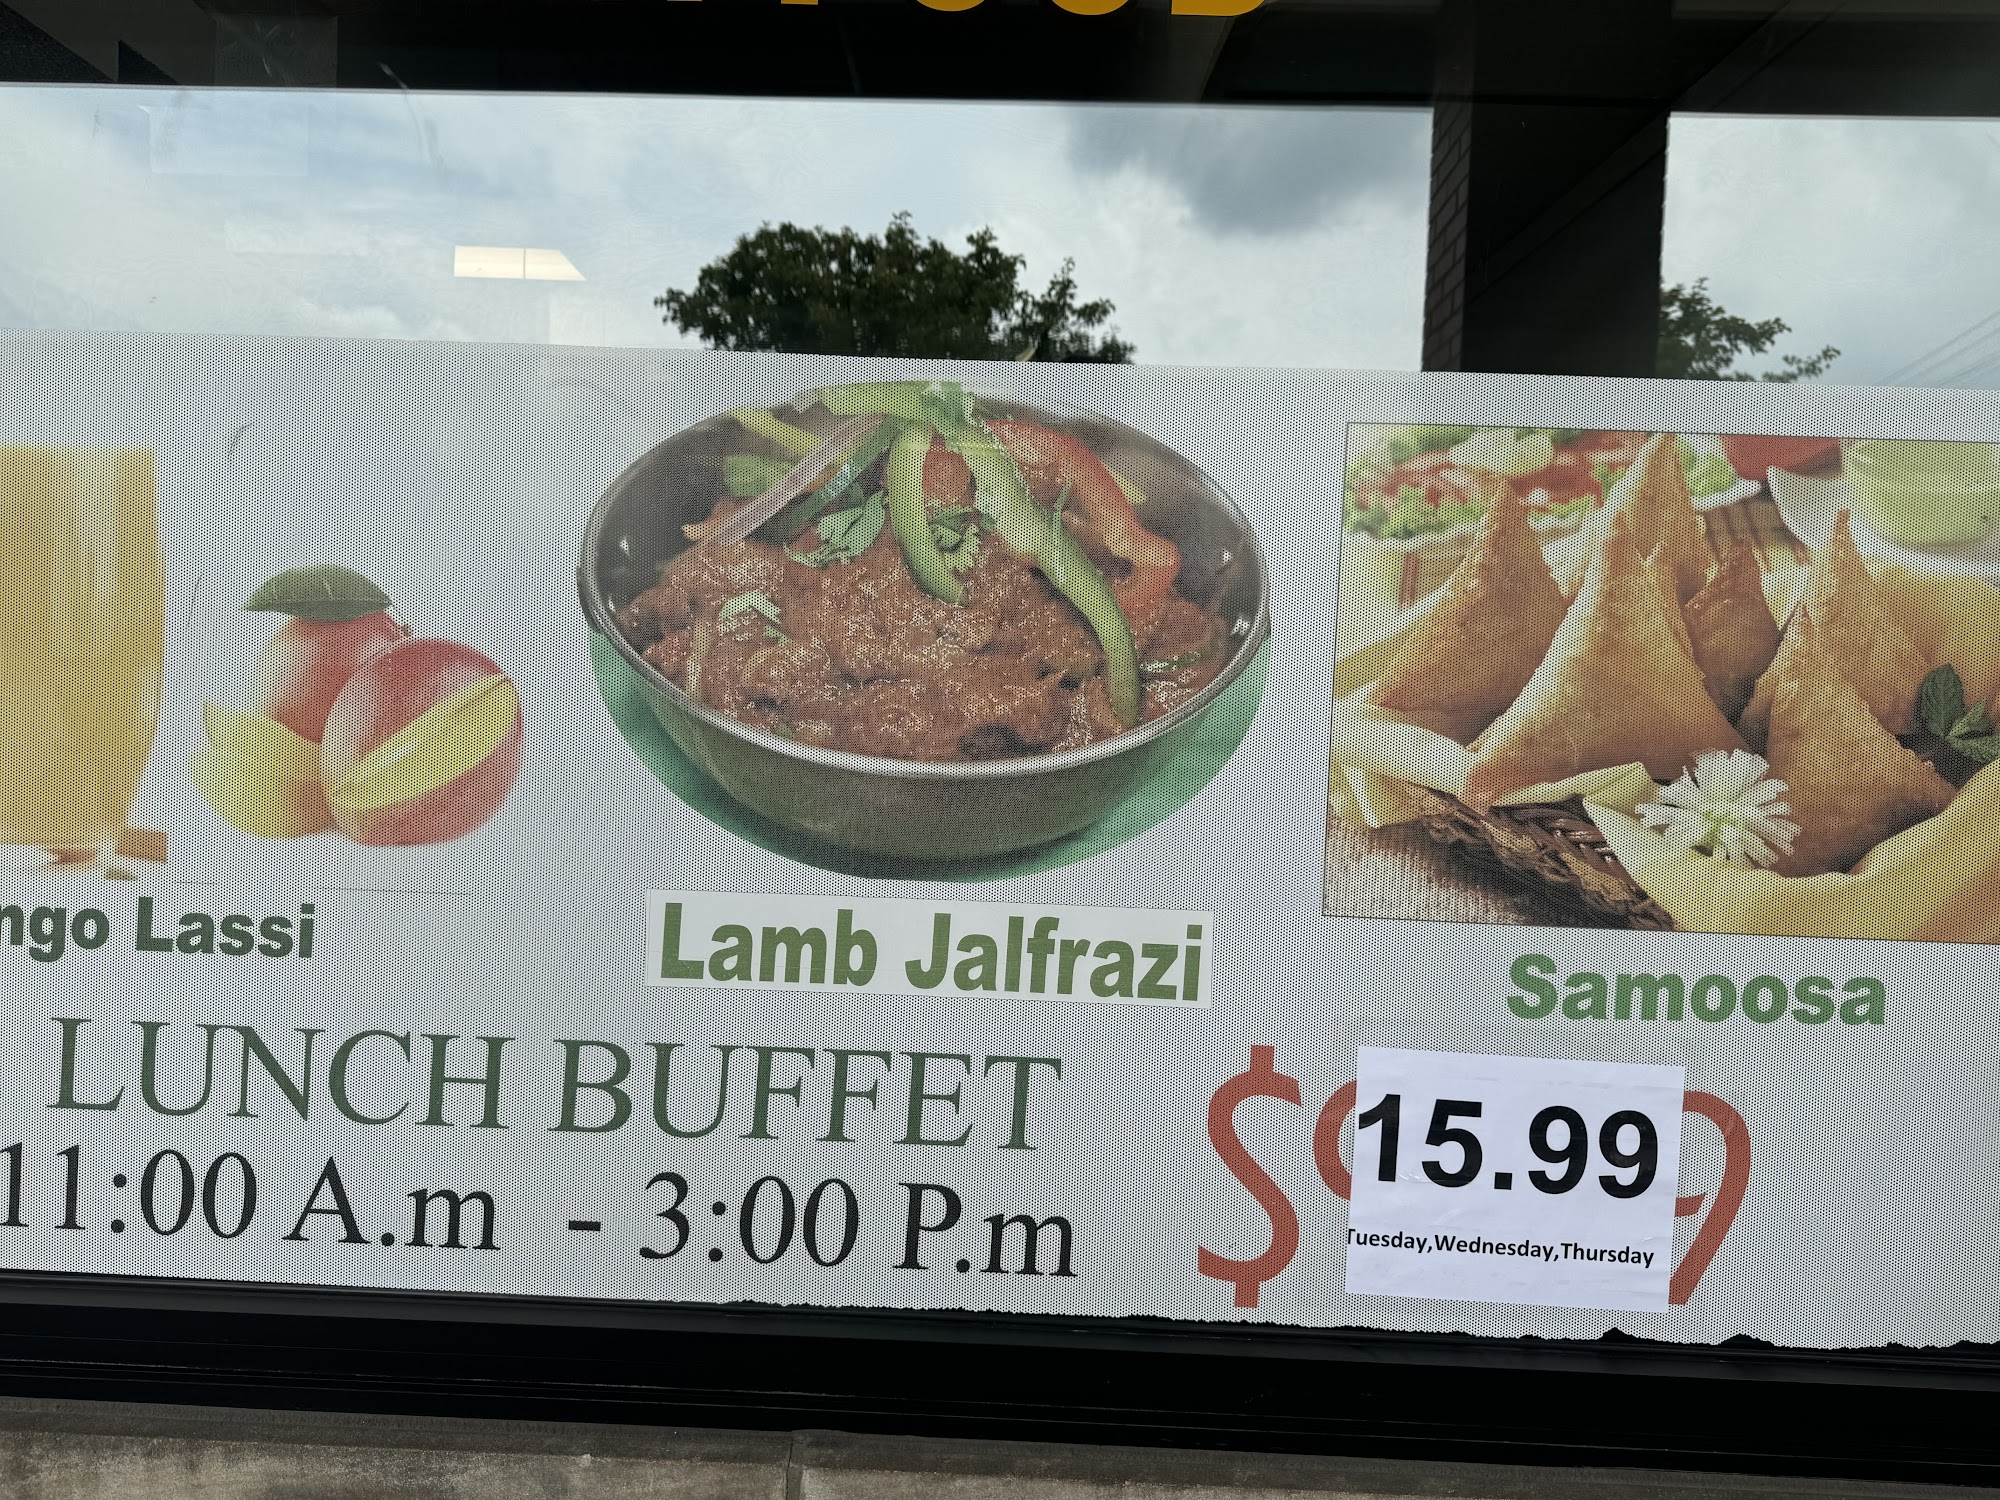 ngo Lassi
Lamb Jalfrazi
Samoosa
LUNCH BUFFET
11:00 A.m - 3:00 P.m
$
15.99
Tuesday,Wednesday,Thursday